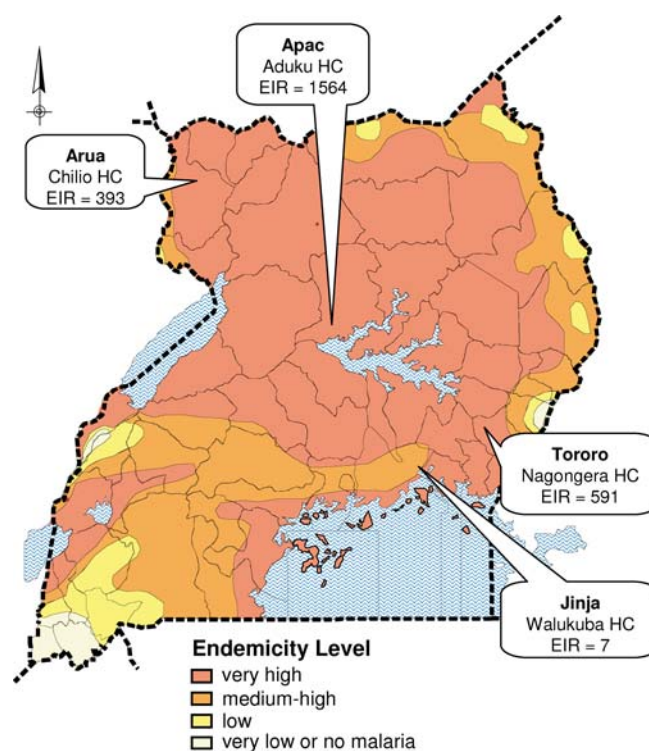 Apac
Aduku HC
EIR = 1564
Arua
Chilio HC
EIR = 393
Tororo
Nagongera HC
EIR = 591
Jinja
Walukuba HC
EIR = 7
Endemicity Level
very high
medium-high
low
very low or no malaria